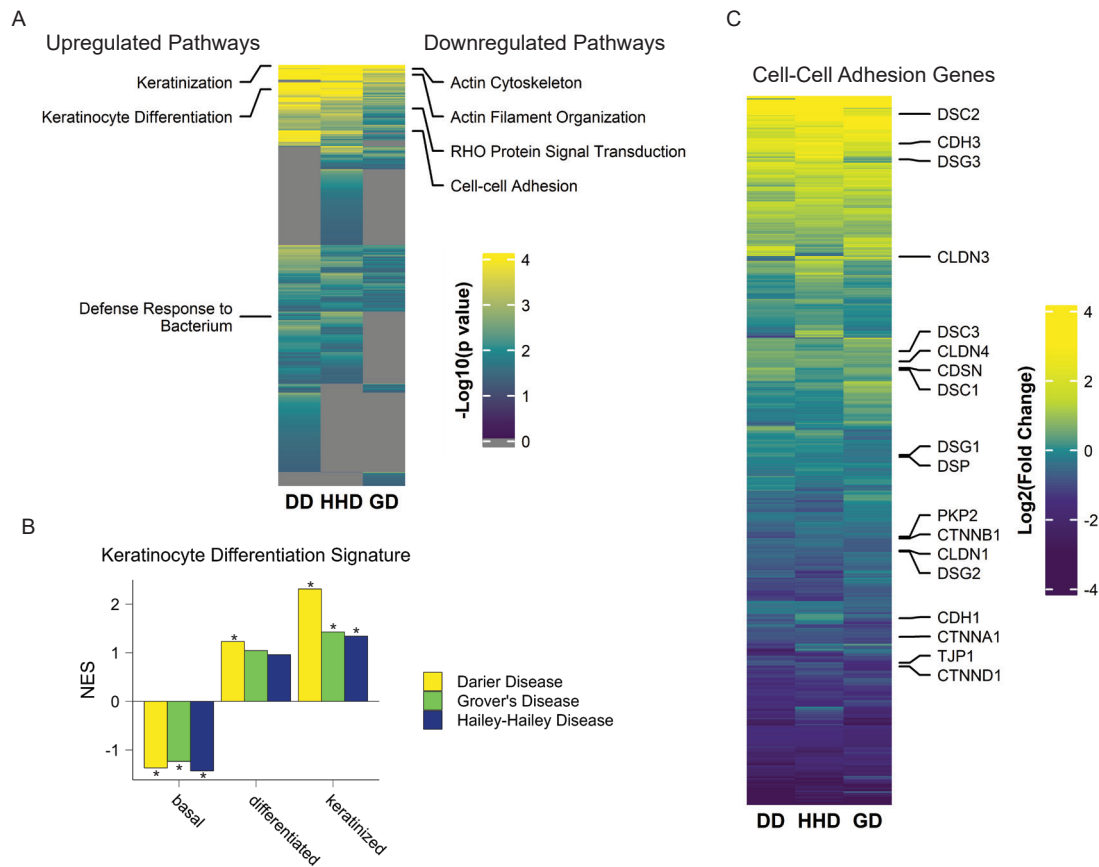 A
Upregulated Pathways
Downregulated Pathways
Keratinization
Keratinocyte Differentiation
Defense Response to
Bacterium
Actin Cytoskeleton
Actin Filament Organization
RHO Protein Signal Transduction
Cell-cell Adhesion
-Log10(p value)
4
3
2
1
0
DD HHD GD
B
Keratinocyte Differentiation Signature
NES
2
1
0
-1
*
*
*
*
*
*
*
basal
differentiated
keratinized
Darier Disease
Grover's Disease
Hailey-Hailey Disease
C
Cell-Cell Adhesion Genes
DSC2
CDH3
DSG3
CLDN3
DSC3
CLDN4
CDSN
DSC1
DSG1
DSP
PKP2
CTNNB1
CLDN1
DSG2
CDH1
CTNNA1
TJP1
CTNND1
Log2(Fold Change)
4
2
0
-2
-4
DD HHD GD